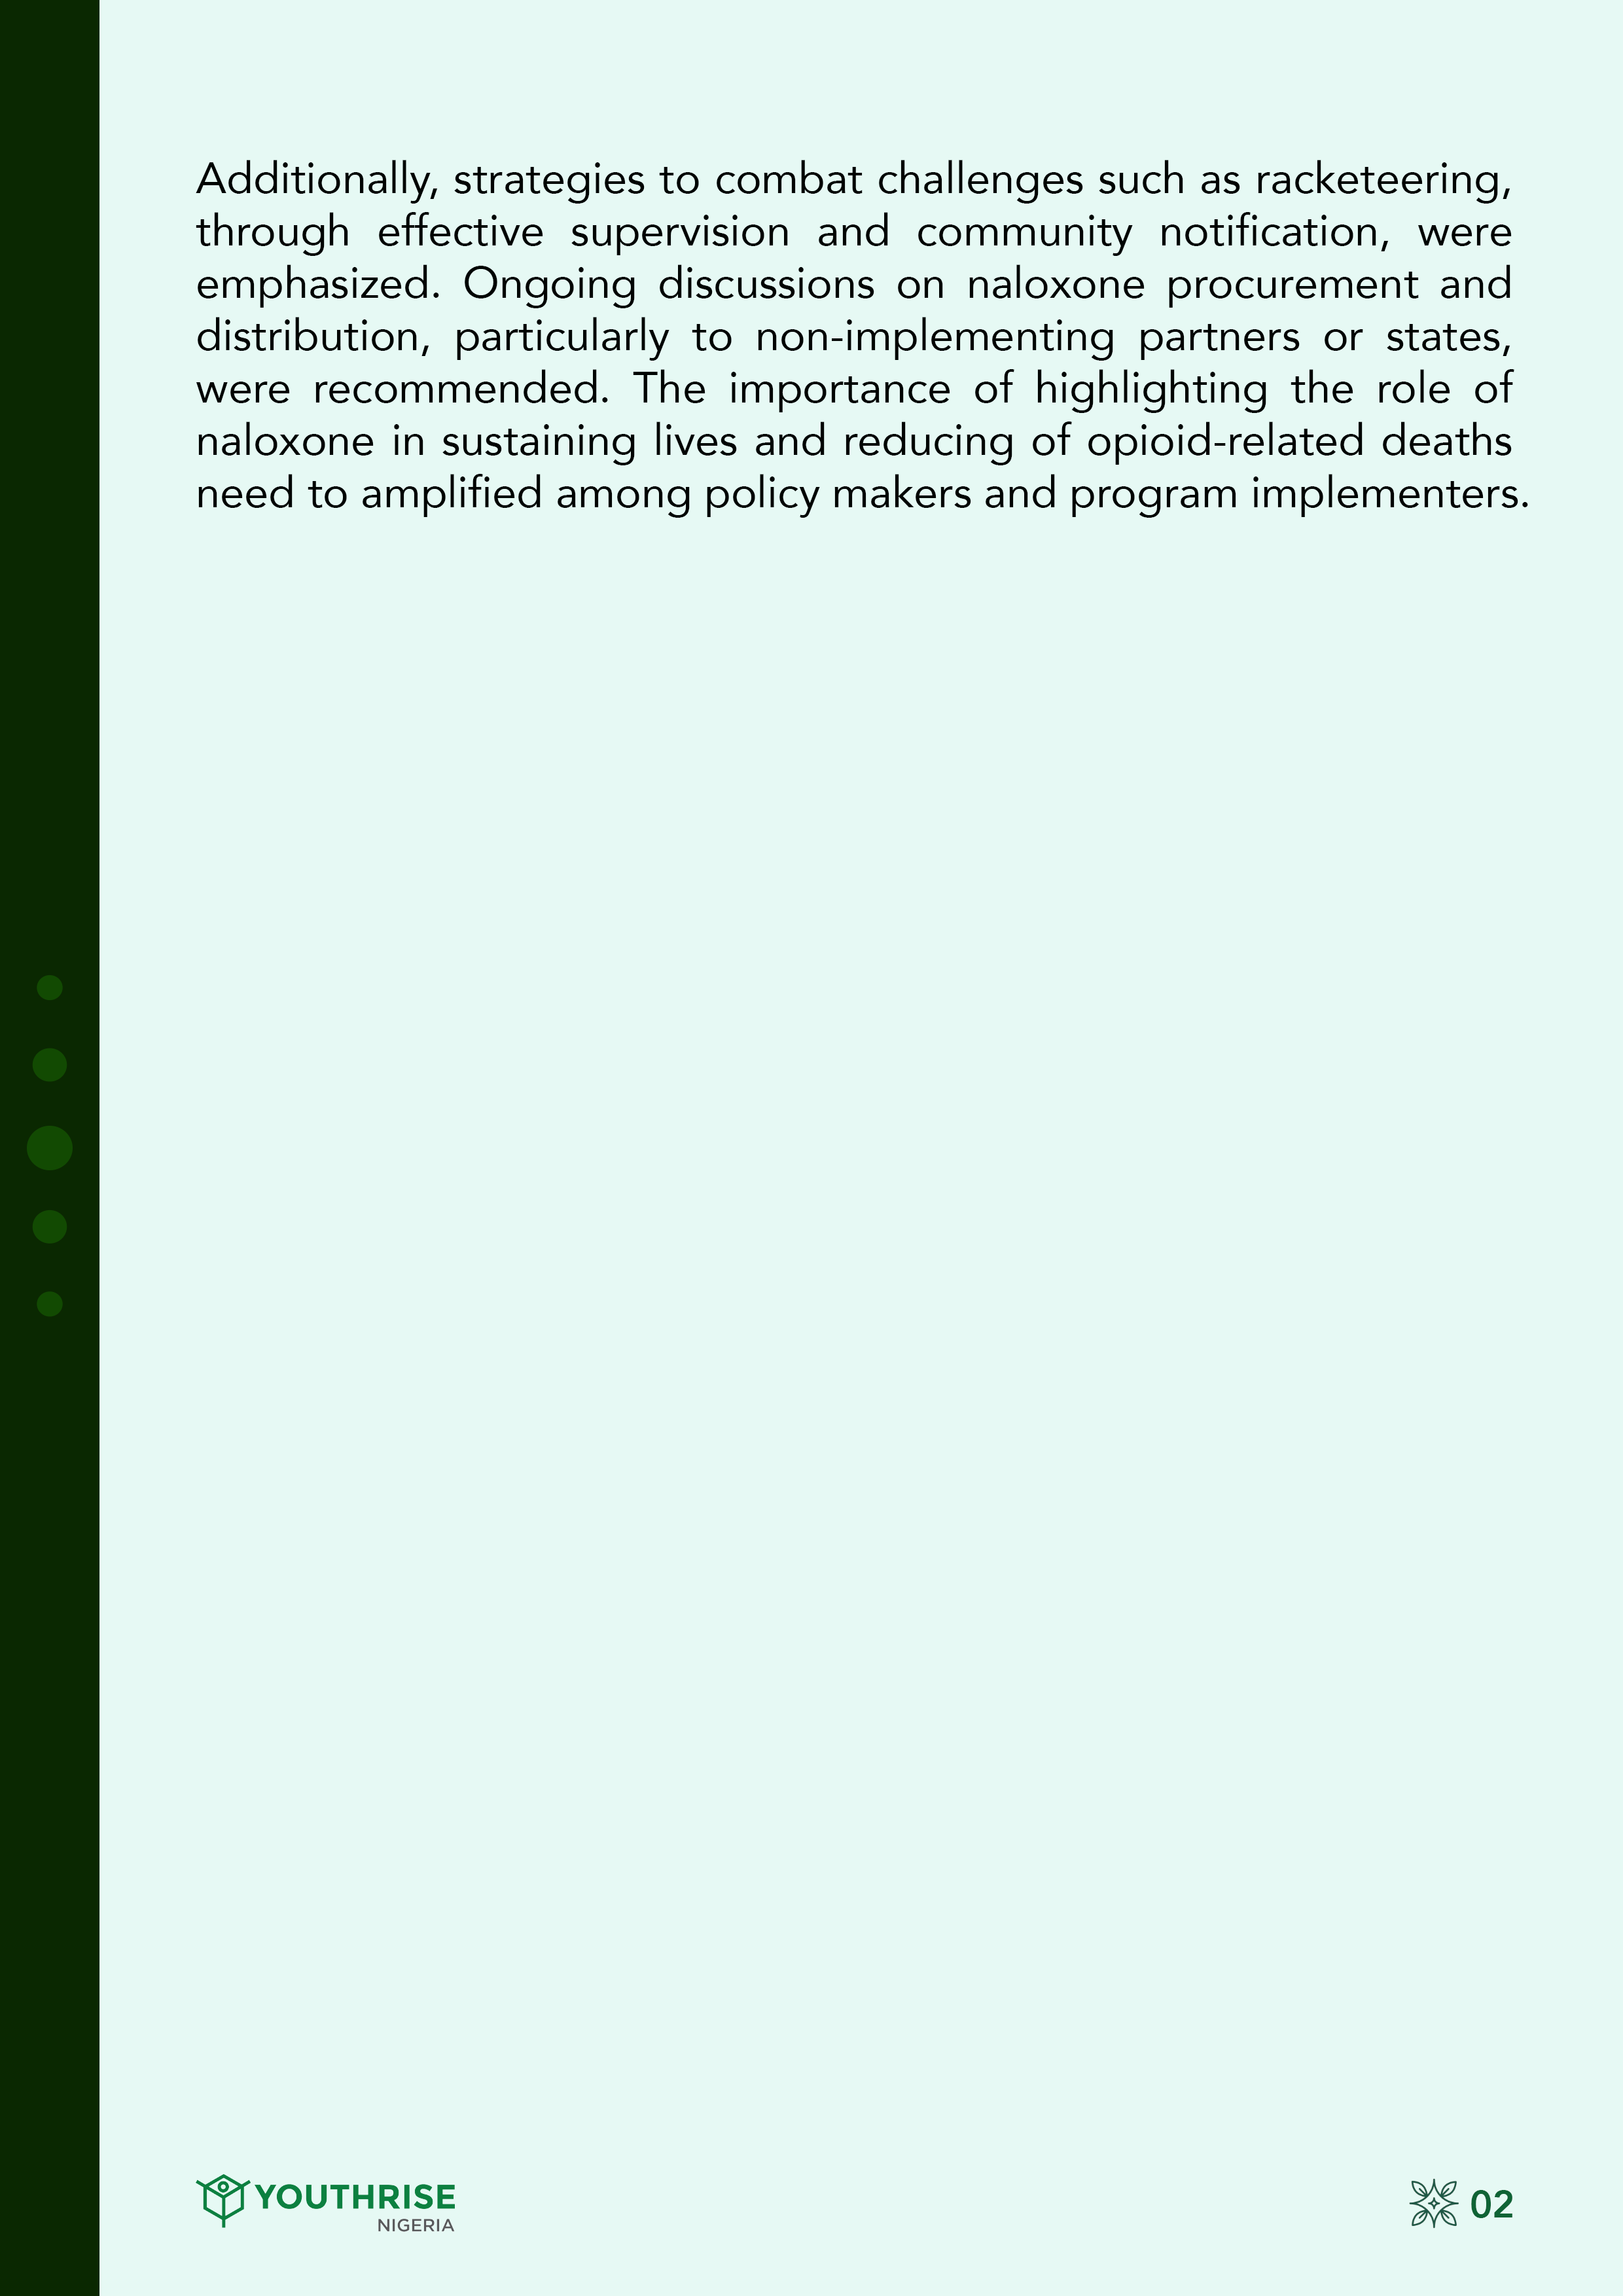 Additionally, strategies to combat challenges such as racketeering,
through effective supervision and community notification, were
emphasized. Ongoing discussions on naloxone procurement and
distribution, particularly to non-implementing partners or states,
were recommended. The importance of highlighting the role of
naloxone in sustaining lives and reducing of opioid-related deaths
need to amplified among policy makers and program implementers.
YOUTHRISE
NIGERIA
02